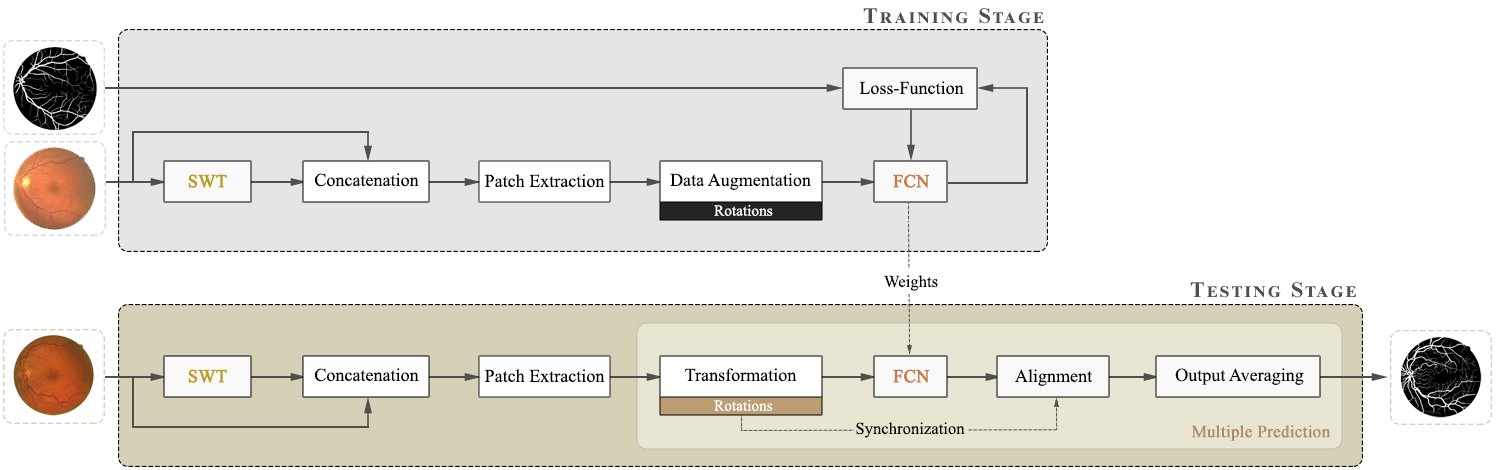 TRAINING STAGE
Loss-Function
SWT
Concatenation
Patch Extraction
Data Augmentation
Rotations
FCN
Weights
TESTING STAGE
SWT
Concatenation
Patch Extraction
Transformation
Rotations
FCN
Alignment
Output Averaging
Synchronization
Multiple Prediction